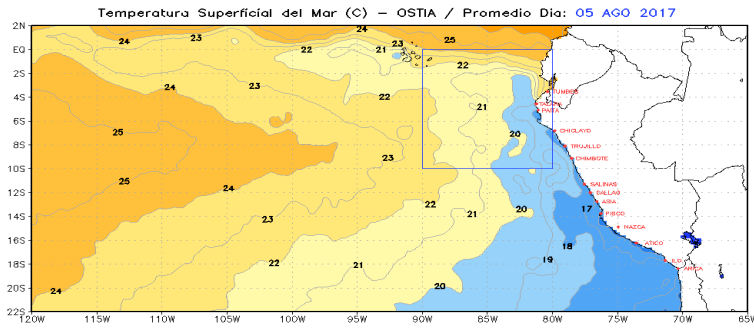 Temperatura Superficial del Mar (C) – OSTIA / Promedio Dia: 05 AGO 2017
2N
EQ
2S
4S
6S
8S
10S
12S
14S
16S
18S
20S
22S
120W 115W 110W 105W 100W 95W 90W 85W 80W 75W 70W 65W
24 23 24 25
22 21 23
22
24 23 22 21
25 20
23
25 24 22 21 20 17
23
18
22 21 19
24 20
TUMBES
PAITA
CHICLAYO
TRUJILLO
CHIMBOTE
SALINAS
CALLAO
ASIA
PISCO
NAZCA
ATICO
ILO
ARICA